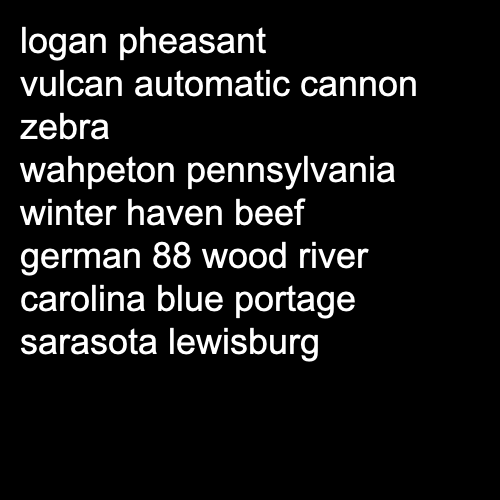 logan pheasant
vulcan automatic cannon
zebra
wahpeton pennsylvania
winter haven beef
german 88 wood river
carolina blue portage
sarasota lewisburg